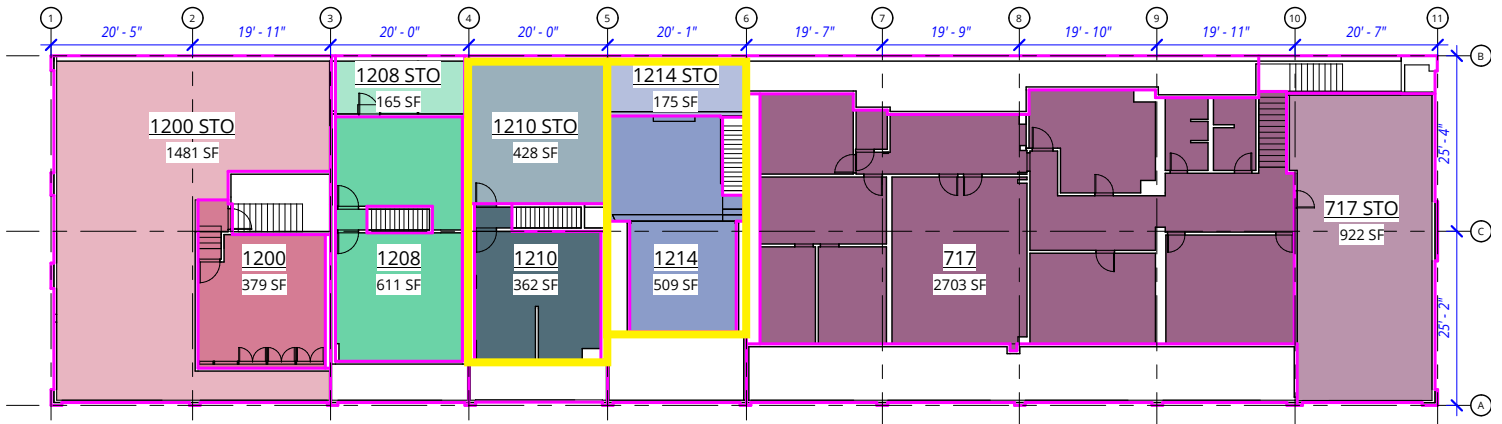 1 2 3 4 5 6 7 8 9 10 11
20' - 5" 19' - 11" 20' - 0" 20' - 0" 20' - 1" 19' - 7" 19' - 9" 19' - 10" 19' - 11" 20' - 7"
B
1208 STO
165 SF
1214 STO
175 SF
1200 STO
1481 SF
1210 STO
428 SF
25' - 4"
717 STO
922 SF
C
1200
379 SF
1208
611 SF
1210
362 SF
1214
509 SF
717
2703 SF
25' - 2"
A